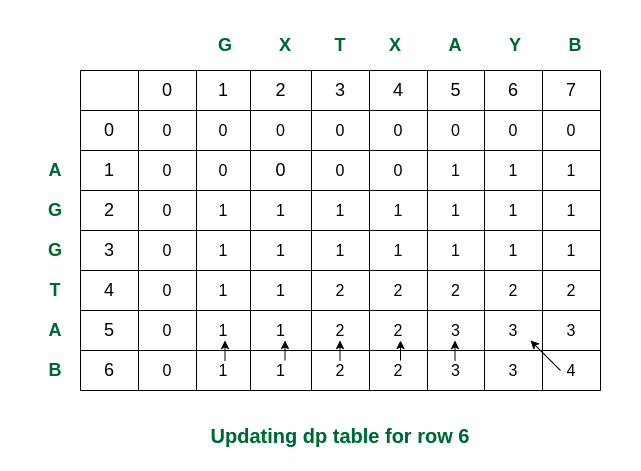 G X T X A Y B
0 1 2 3 4 5 6 7
0 0 0 0 0 0 0 0 0
A 1 0 0 0 0 0 1 1 1
G 2 0 1 1 1 1 1 1 1
G 3 0 1 1 1 1 1 1 1
T 4 0 1 1 2 2 2 2 2
A 5 0 1 1 2 2 3 3 3
B 6 0 1 1 2 2 3 3 4
Updating dp table for row 6